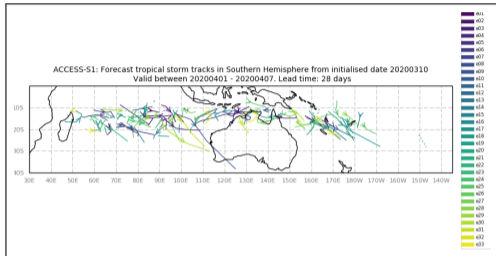 ACCESS-S1: Forecast tropical storm tracks in Southern Hemisphere from initialised date 20200310
Valid between 20200401 - 20200407. Lead time: 28 days
10S
20S
30S
40S
30E 40E 50E 60E 70E 80E 90E 100E 110E 120E 130E 140E 150E 160E 170E 180E 170W 160W 150W 140W
e01
e02
e03
e04
e05
e06
e07
e08
e09
e10
e11
e12
e13
e14
e15
e16
e17
e18
e19
e20
e21
e22
e23
e24
e25
e26
e27
e28
e29
e30
e31
e32
e33